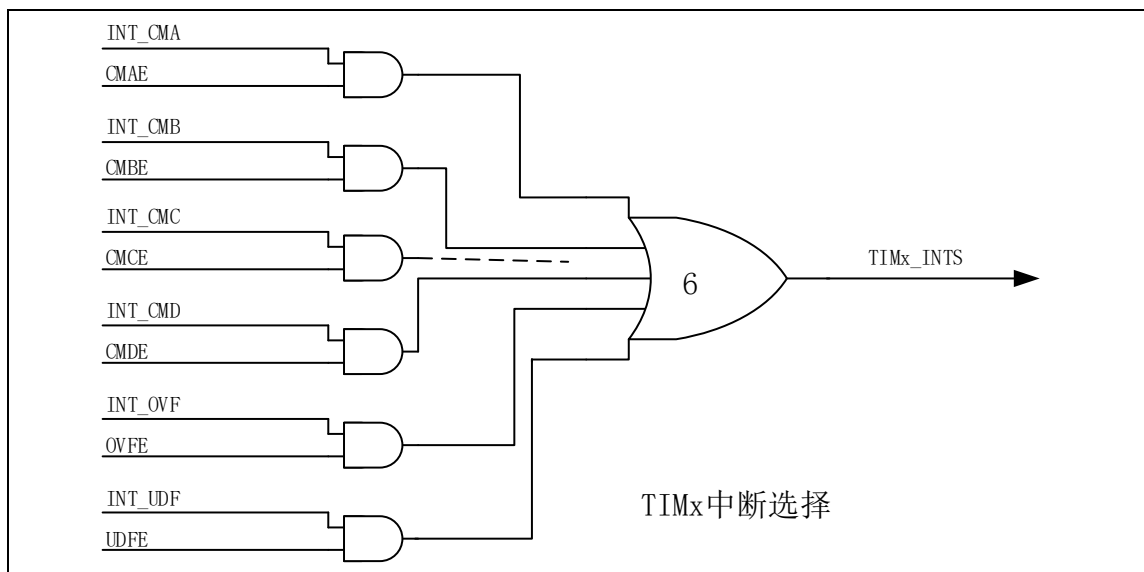 INT_CMA
CMAE
INT_CMB
CMBE
INT_CMC
CMCE
INT_CMD
CMDE
INT_OVF
OVFE
INT_UDF
UDFE
6
TIMx_INTS
TIMx中断选择